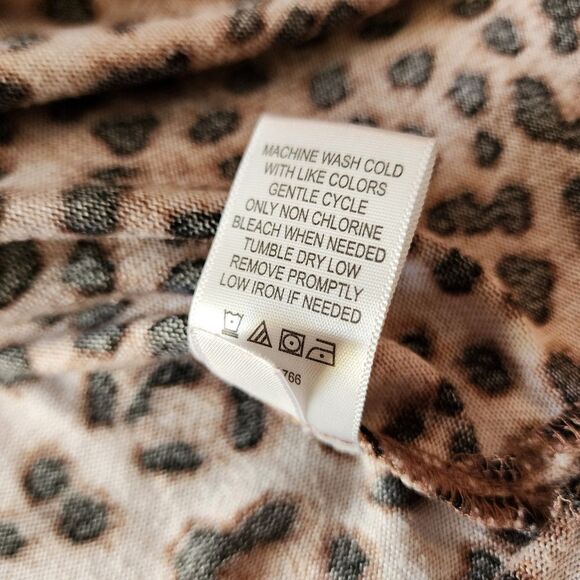 MACHINE WASH COLD
WITH LIKE COLORS
GENTLE CYCLE
ONLY NON CHLORINE
BLEACH WHEN NEEDED
TUMBLE DRY LOW
REMOVE PROMPTLY
LOW IRON IF NEEDED